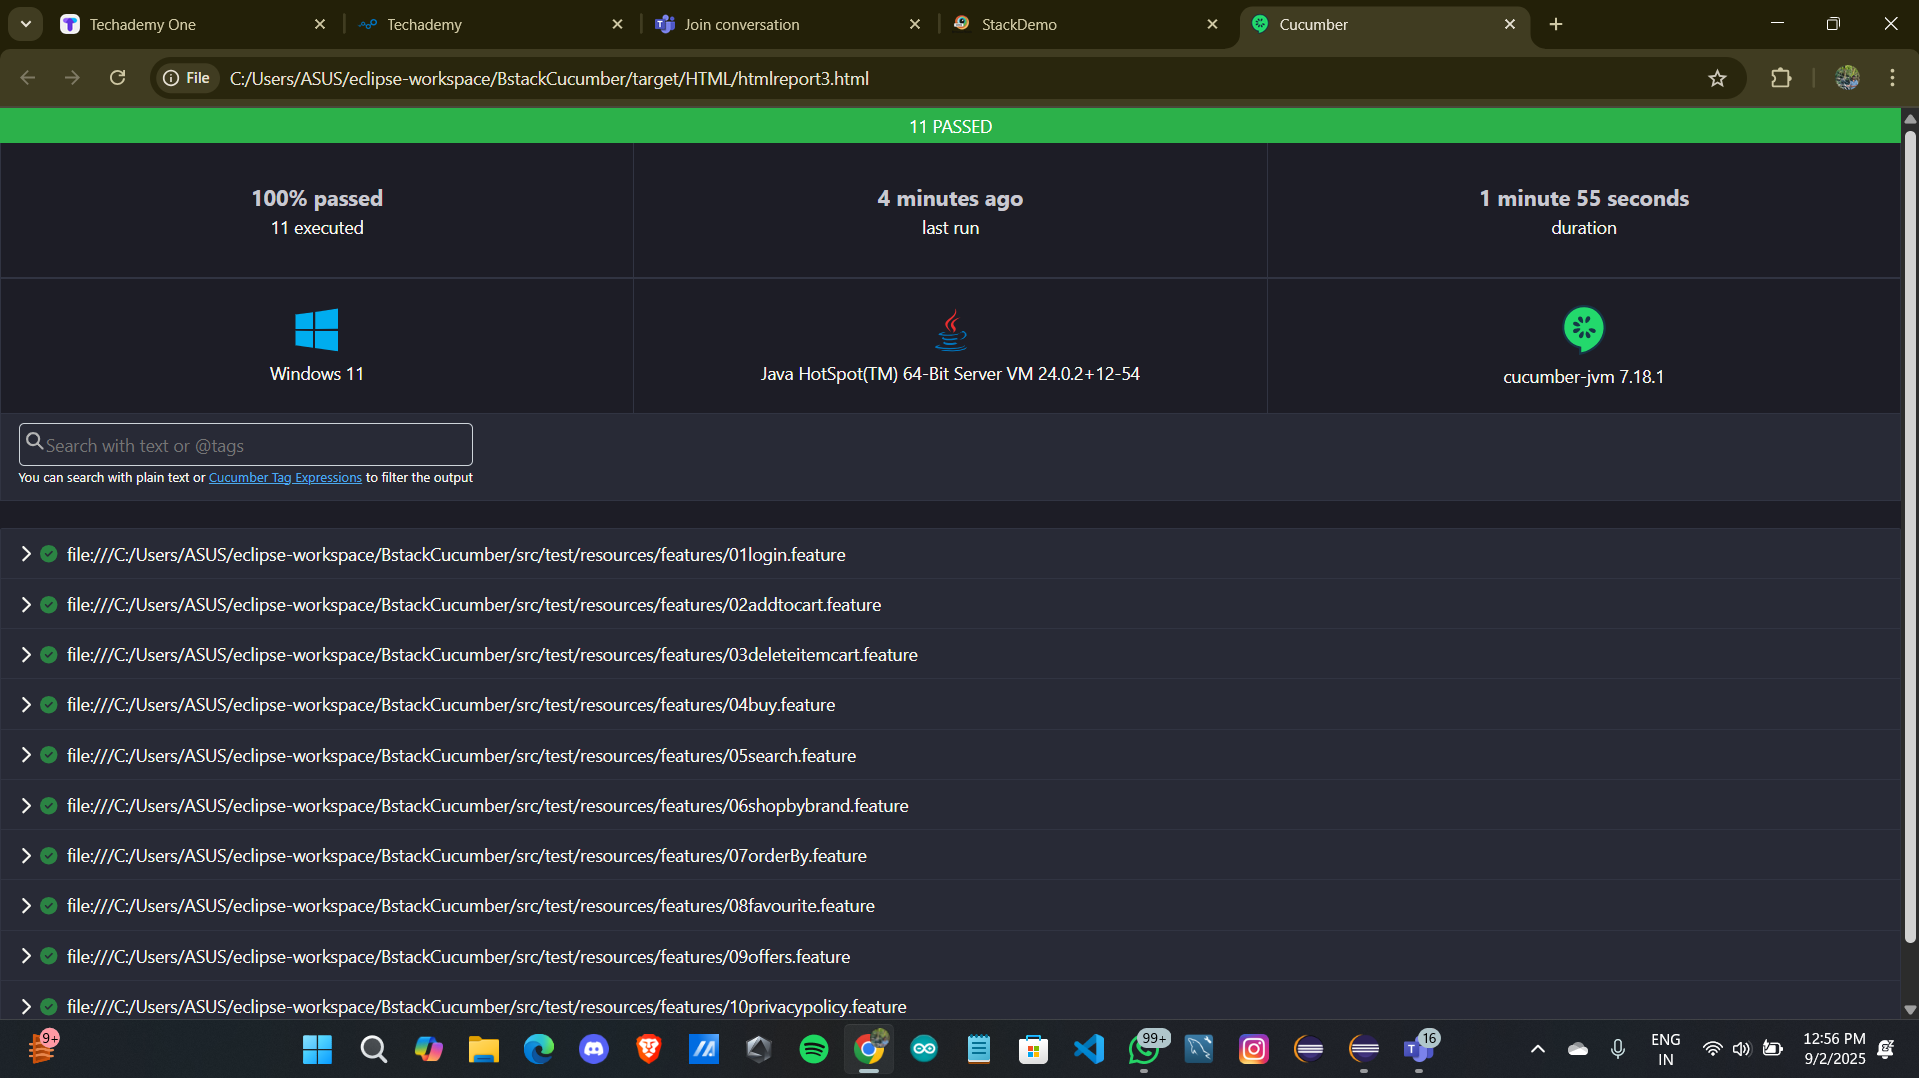 Techademy One
Techademy
Join conversation
StackDemo
Cucumber
File
C:/Users/ASUS/eclipse-workspace/BstackCucumber/target/HTML/htmlreport3.html
11 PASSED
100% passed
11 executed
4 minutes ago
last run
1 minute 55 seconds
duration
Windows 11
Java HotSpot(TM) 64-Bit Server VM 24.0.2+12-54
cucumber-jvm 7.18.1
Search with text or @tags
You can search with plain text or Cucumber Tag Expressions to filter the output
file:///C:/Users/ASUS/eclipse-workspace/BstackCucumber/src/test/resources/features/01login.feature
file:///C:/Users/ASUS/eclipse-workspace/BstackCucumber/src/test/resources/features/02addtocart.feature
file:///C:/Users/ASUS/eclipse-workspace/BstackCucumber/src/test/resources/features/03deleteitemcart.feature
file:///C:/Users/ASUS/eclipse-workspace/BstackCucumber/src/test/resources/features/04buy.feature
file:///C:/Users/ASUS/eclipse-workspace/BstackCucumber/src/test/resources/features/05search.feature
file:///C:/Users/ASUS/eclipse-workspace/BstackCucumber/src/test/resources/features/06shopbybrand.feature
file:///C:/Users/ASUS/eclipse-workspace/BstackCucumber/src/test/resources/features/07orderBy.feature
file:///C:/Users/ASUS/eclipse-workspace/BstackCucumber/src/test/resources/features/08favourite.feature
file:///C:/Users/ASUS/eclipse-workspace/BstackCucumber/src/test/resources/features/09offers.feature
file:///C:/Users/ASUS/eclipse-workspace/BstackCucumber/src/test/resources/features/10privacypolicy.feature
9+
99+
16
ENG
IN
12:56 PM
9/2/2025